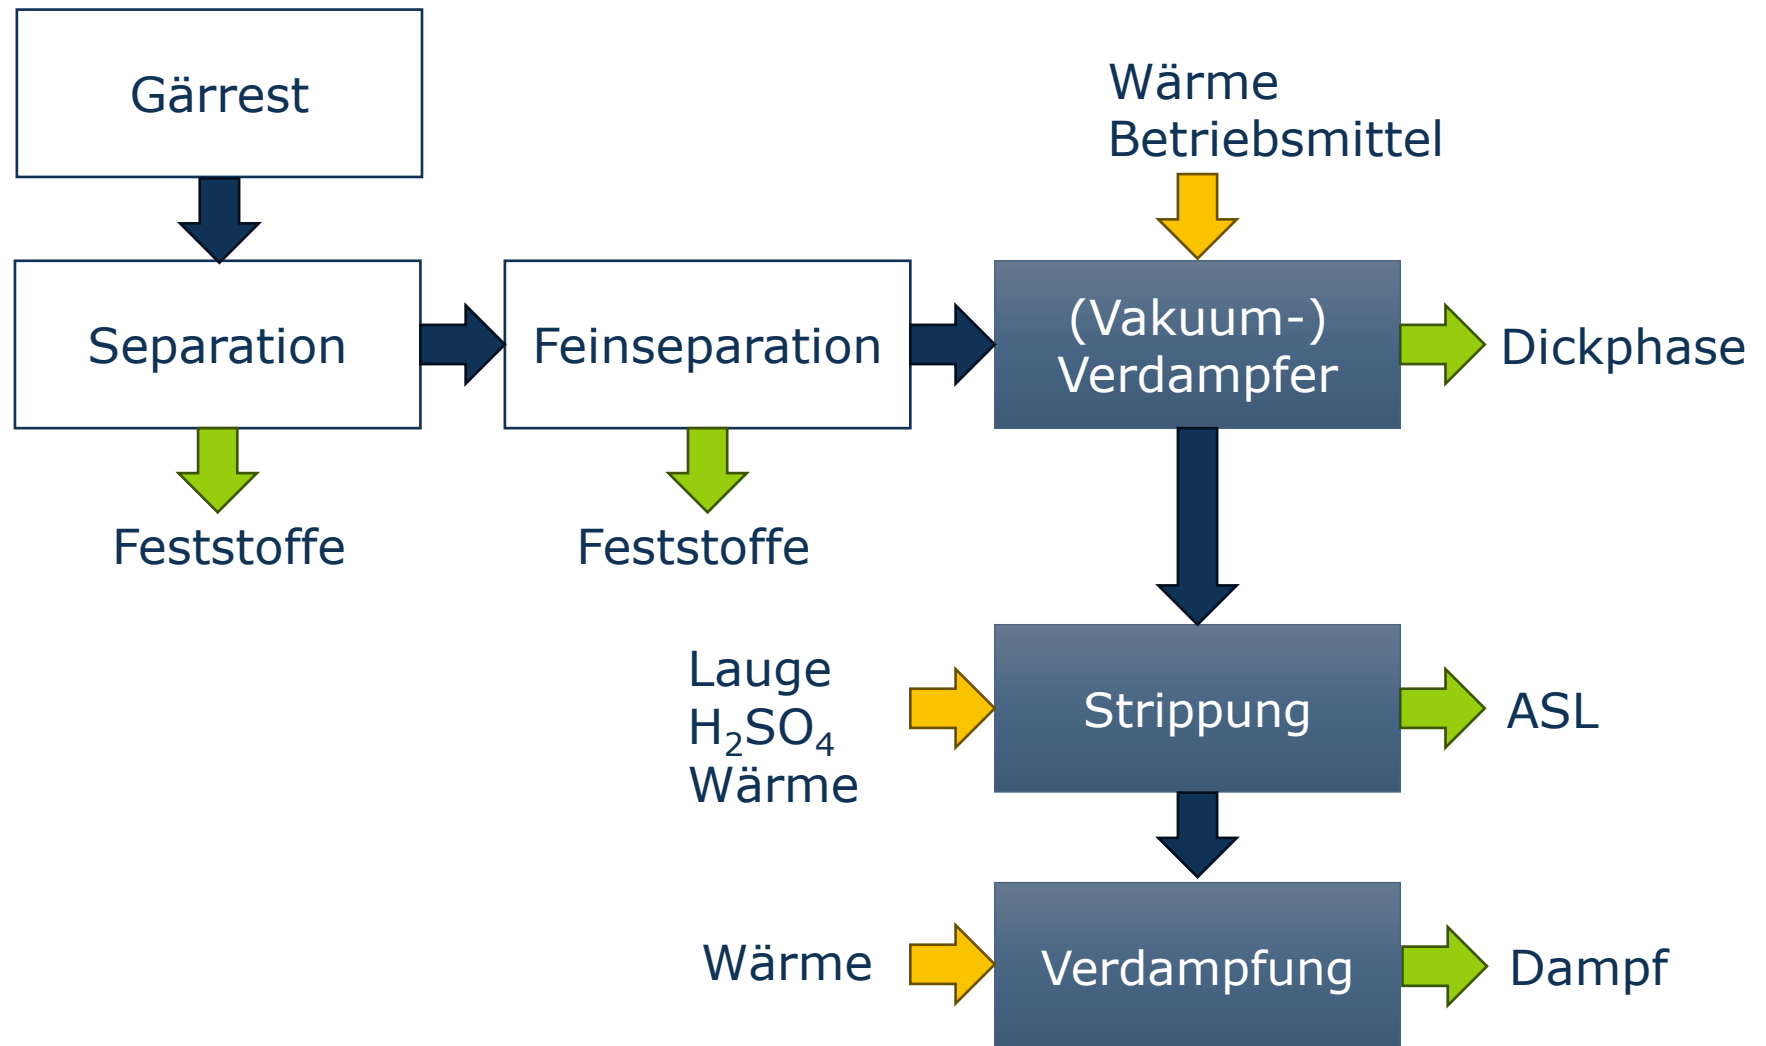 Gärrest
Wärme
Betriebsmittel
Separation
Feinseparation
(Vakuum-)
Verdampfer
Dickphase
Feststoffe
Feststoffe
Lauge
H₂SO₄
Wärme
Strippung
ASL
Wärme
Verdampfung
Dampf